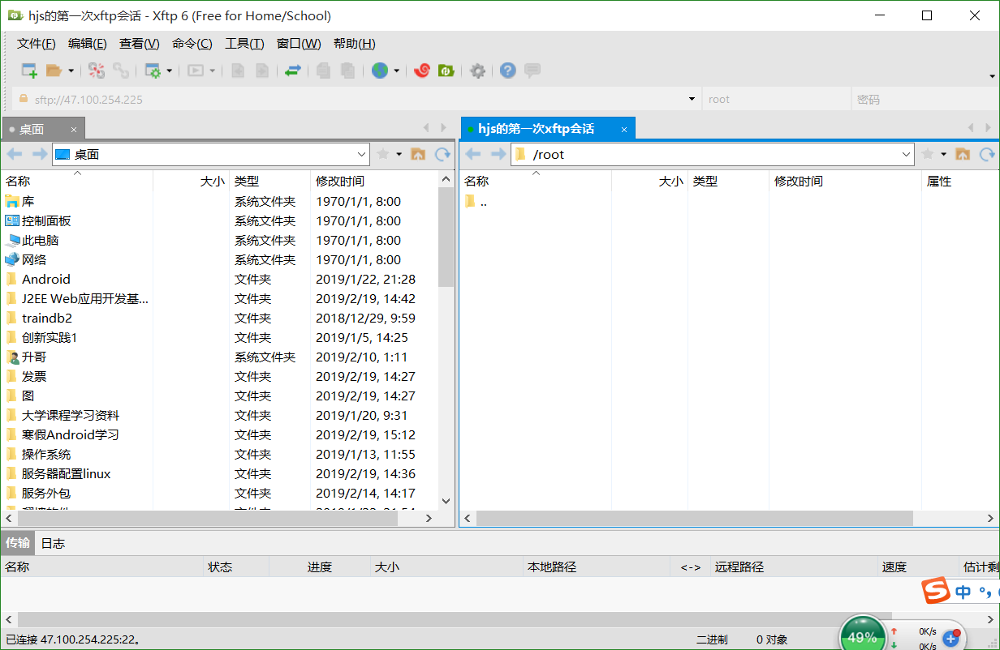 hjs的第一次xftp会话 - Xftp 6 (Free for Home/School)
文件(F) 编辑(E) 查看(V) 命令(C) 工具(T) 窗口(W) 帮助(H)
sftp://47.100.254.225 root 密码
桌面 × hjs的第一次xftp会话 ×
桌面 /root
名称 大小 类型 修改时间 名称 大小 类型 修改时间 属性
库 系统文件夹 1970/1/1, 8:00 ..
控制面板 系统文件夹 1970/1/1, 8:00
此电脑 系统文件夹 1970/1/1, 8:00
网络 系统文件夹 1970/1/1, 8:00
Android 文件夹 2019/1/22, 21:28
J2EE Web应用开发基... 文件夹 2019/2/19, 14:42
traindb2 文件夹 2018/12/29, 9:59
创新实践1 文件夹 2019/1/5, 14:25
升哥 系统文件夹 2019/2/10, 1:11
发票 文件夹 2019/2/19, 14:27
图 文件夹 2019/2/19, 14:27
大学课程学习资料 文件夹 2019/1/20, 9:31
寒假Android学习 文件夹 2019/2/19, 15:12
操作系统 文件夹 2019/1/13, 11:55
服务器配置linux 文件夹 2019/2/19, 14:36
服务外包 文件夹 2019/2/14, 14:17
传输 日志
名称 状态 进度 大小 本地路径 <-> 远程路径 速度 估计剩
中 °,
已连接 47.100.254.225:22。 二进制 0 对象 49% 0K/s
0K/s